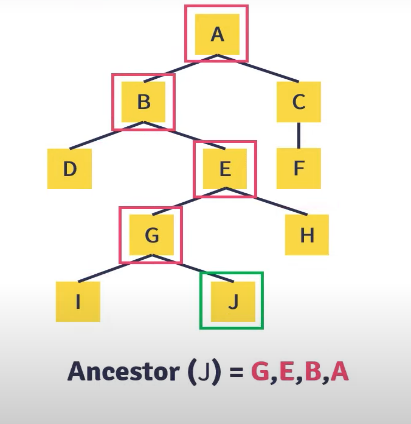 A
B C
D E F
G H
I J
Ancestor (J) = G,E,B,A